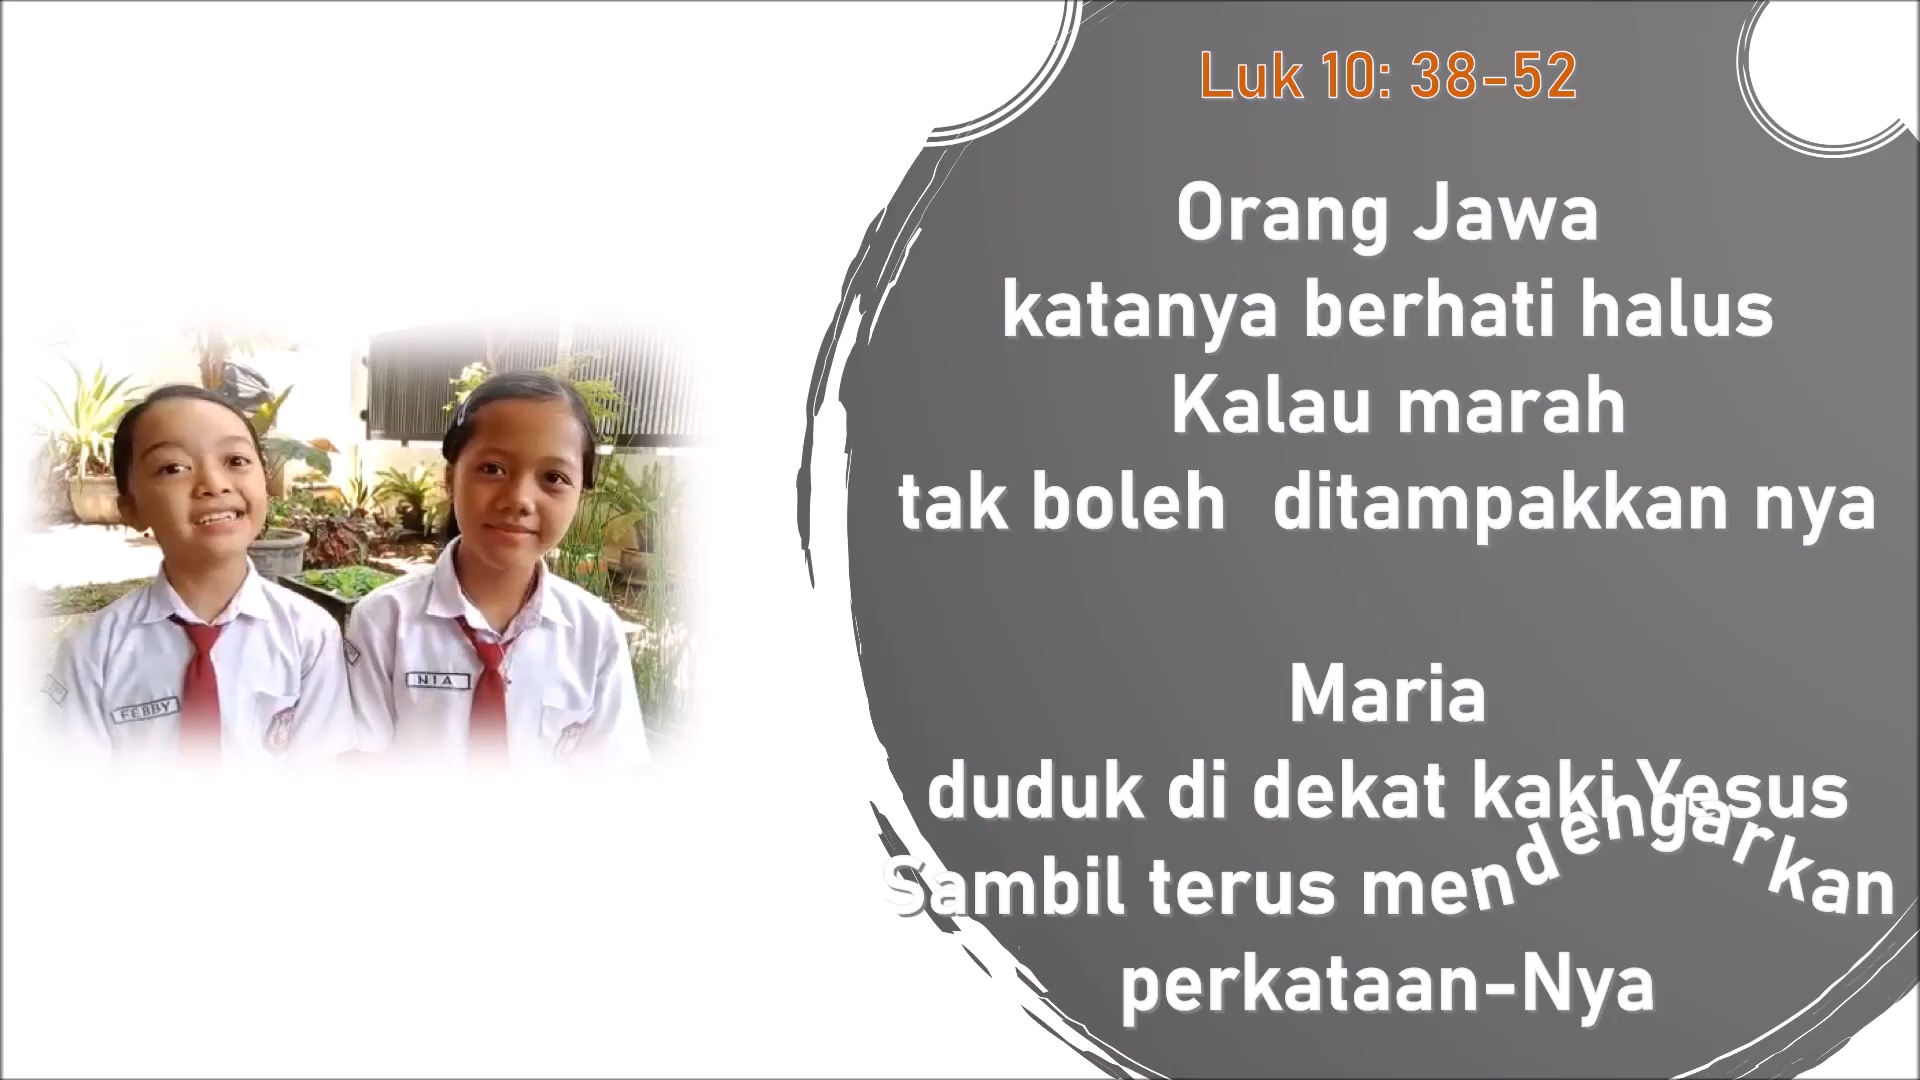 Luk 10: 38-52
Orang Jawa
katanya berhati halus
Kalau marah
tak boleh ditampakkan nya
Maria
duduk di dekat kaki Yesus
Sambil terus mendengarkan
perkataan-Nya
FEBBY
NIA